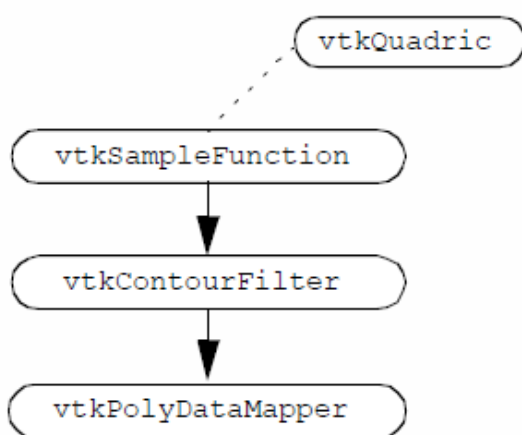 vtkQuadric
vtkSampleFunction
vtkContourFilter
vtkPolyDataMapper